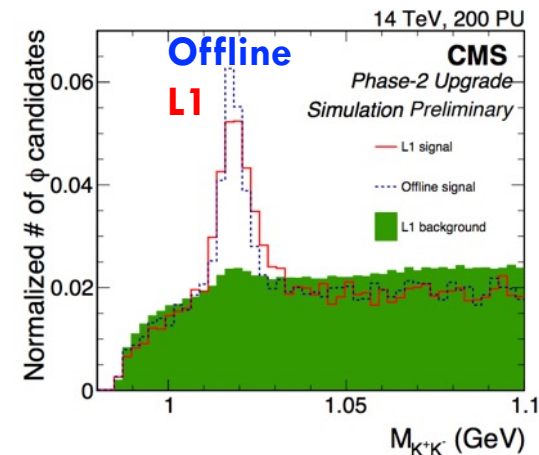 14 TeV, 200 PU
Offline
L1
CMS
Phase-2 Upgrade
Simulation Preliminary
L1 signal
Offline signal
L1 background
Normalized # of ϕ candidates
0.06
0.04
0.02
0
1
1.05
1.1
M_{K⁺K⁻} (GeV)